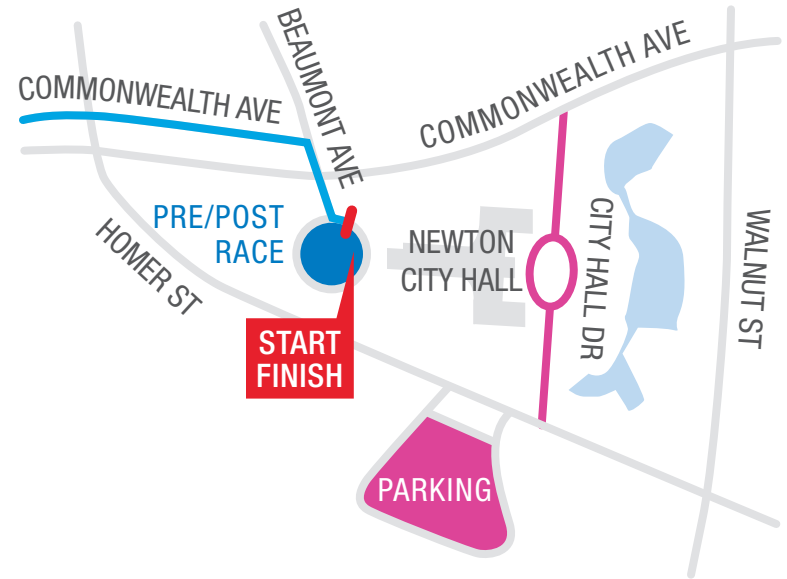 BEAUMONT AVE
COMMONWEALTH AVE
COMMONWEALTH AVE
PRE/POST
RACE
HOMER ST
NEWTON
CITY HALL
CITY HALL DR
WALNUT ST
START
FINISH
PARKING